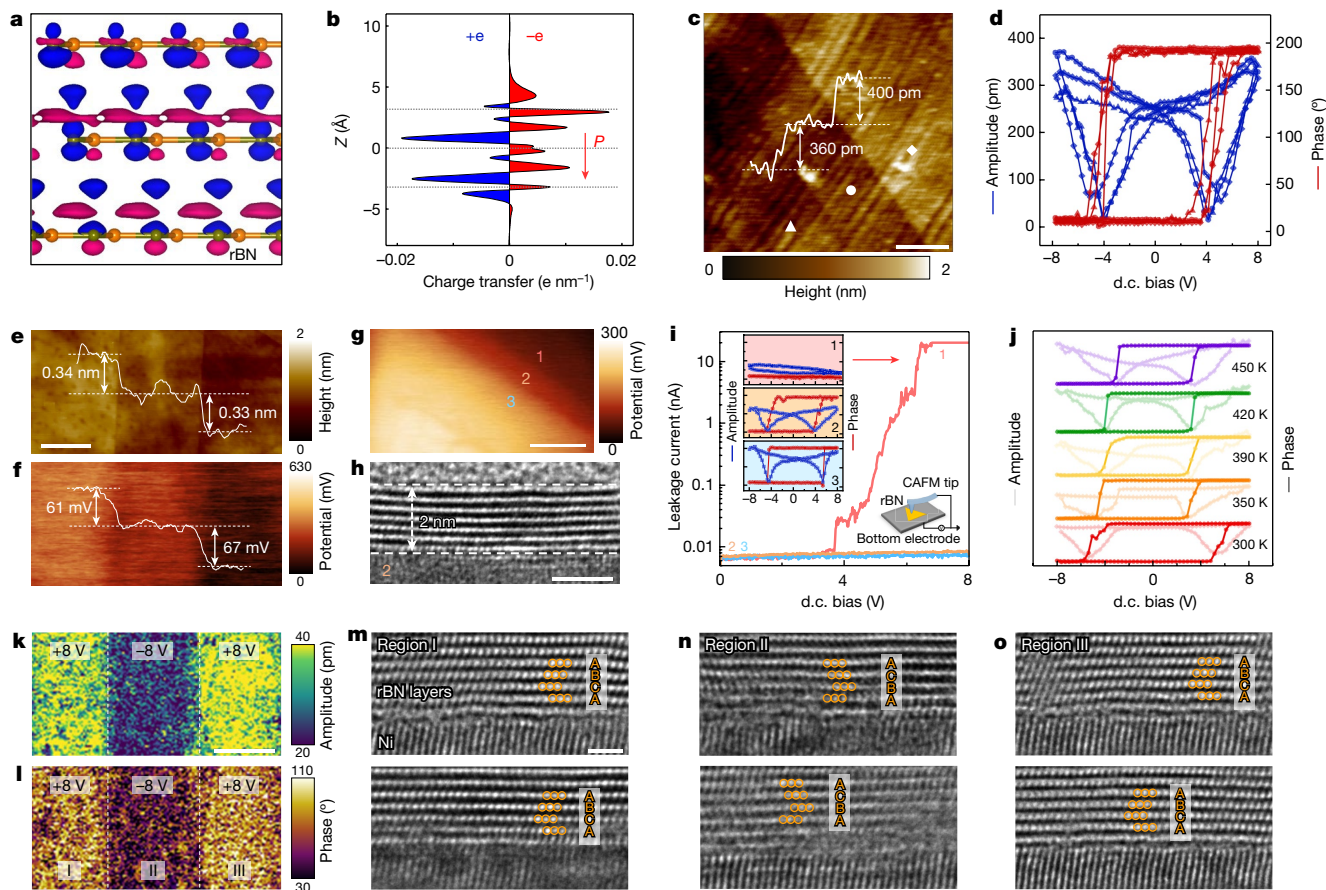 a
rBN
b
10
5
0
−5
Z (Å)
+e
−e
P
−0.02
0
0.02
Charge transfer (e nm⁻¹)
c
400 pm
360 pm
0
2
Height (nm)
d
400
300
200
100
0
Amplitude (pm)
200
150
100
50
0
Phase (°)
−8
−4
0
4
8
d.c. bias (V)
e
0.34 nm
0.33 nm
2
0
Height (nm)
f
61 mV
67 mV
630
0
Potential (mV)
g
1
2
3
300
0
Potential (mV)
h
2 nm
2
i
10
1
0.1
0.01
Leakage current (nA)
1
2
3
Amplitude
Phase
−8 −4 0 4 8
1
2 3
rBN
CAFM tip
Bottom electrode
0
2
4
6
8
d.c. bias (V)
j
Amplitude
450 K
420 K
390 K
350 K
300 K
Phase
−8
−4
0
4
8
d.c. bias (V)
k
+8 V
−8 V
+8 V
40
20
Amplitude (pm)
l
+8 V
−8 V
+8 V
I
II
III
110
30
Phase (°)
m
Region I
rBN layers
Ni
A
B
C
A
A
B
C
A
n
Region II
A
C
B
A
A
C
B
A
o
Region III
A
B
C
A
A
B
C
A